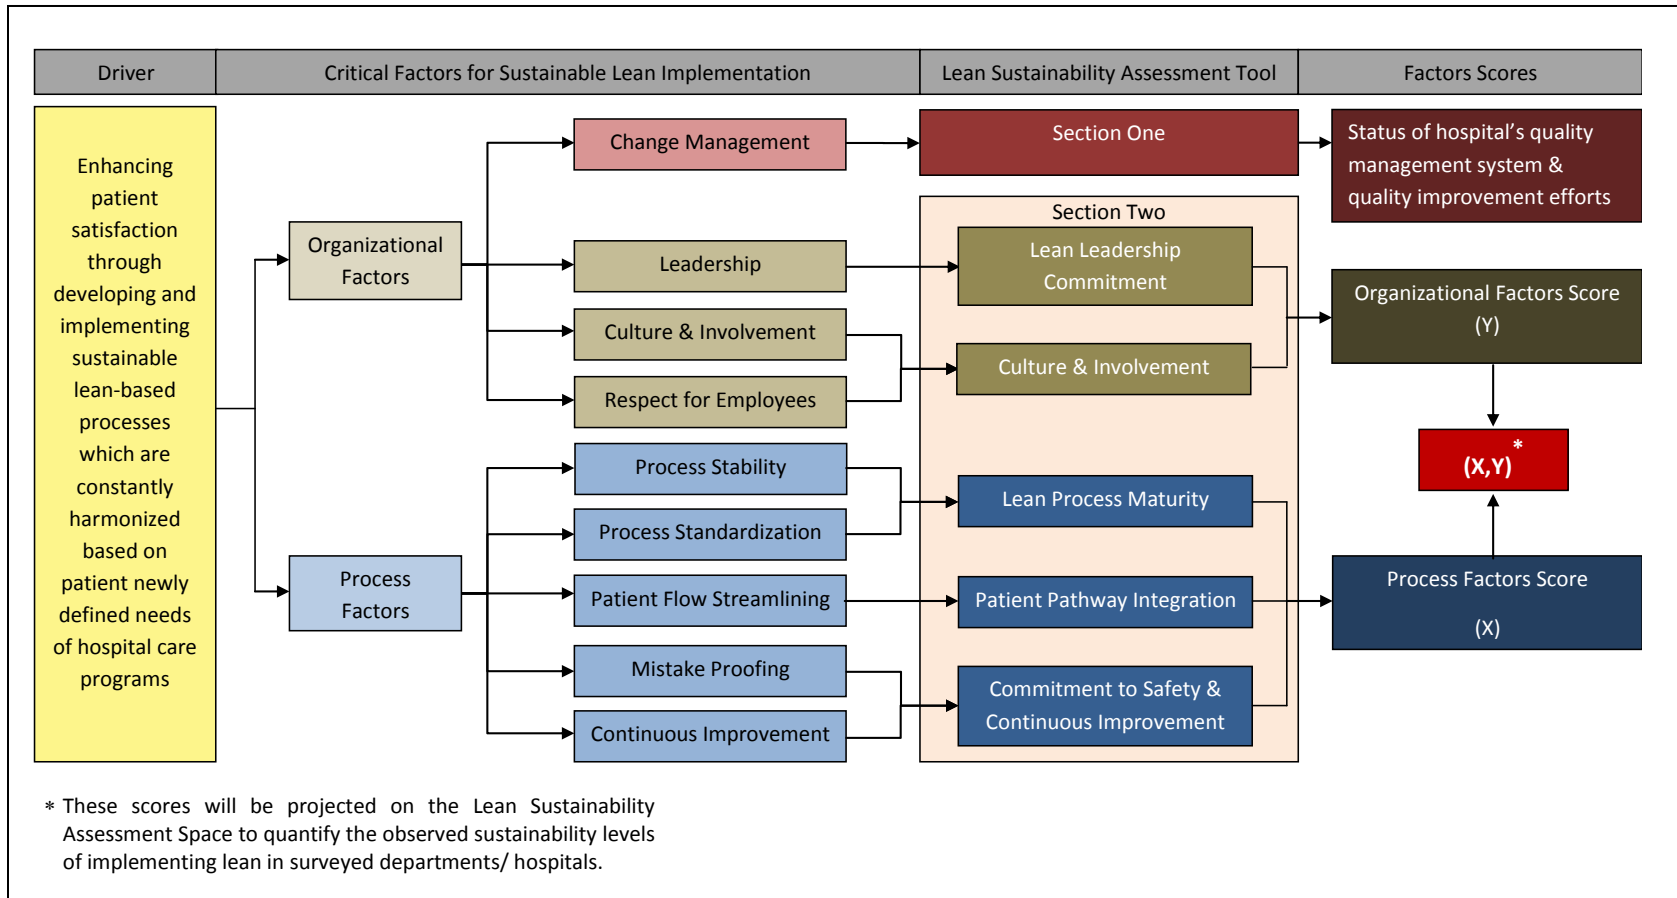 Driver
Critical Factors for Sustainable Lean Implementation
Lean Sustainability Assessment Tool
Factors Scores
Enhancing
patient
satisfaction
through
developing and
implementing
sustainable
lean-based
processes
which are
constantly
harmonized
based on
patient newly
defined needs
of hospital care
programs
Organizational
Factors
Process
Factors
Change Management
Leadership
Culture & Involvement
Respect for Employees
Process Stability
Process Standardization
Patient Flow Streamlining
Mistake Proofing
Continuous Improvement
Section One
Section Two
Lean Leadership
Commitment
Culture & Involvement
Lean Process Maturity
Patient Pathway Integration
Commitment to Safety &
Continuous Improvement
Status of hospital’s quality
management system &
quality improvement efforts
Organizational Factors Score
(Y)
(X,Y)*
Process Factors Score
(X)
* These scores will be projected on the Lean Sustainability
Assessment Space to quantify the observed sustainability levels
of implementing lean in surveyed departments/ hospitals.